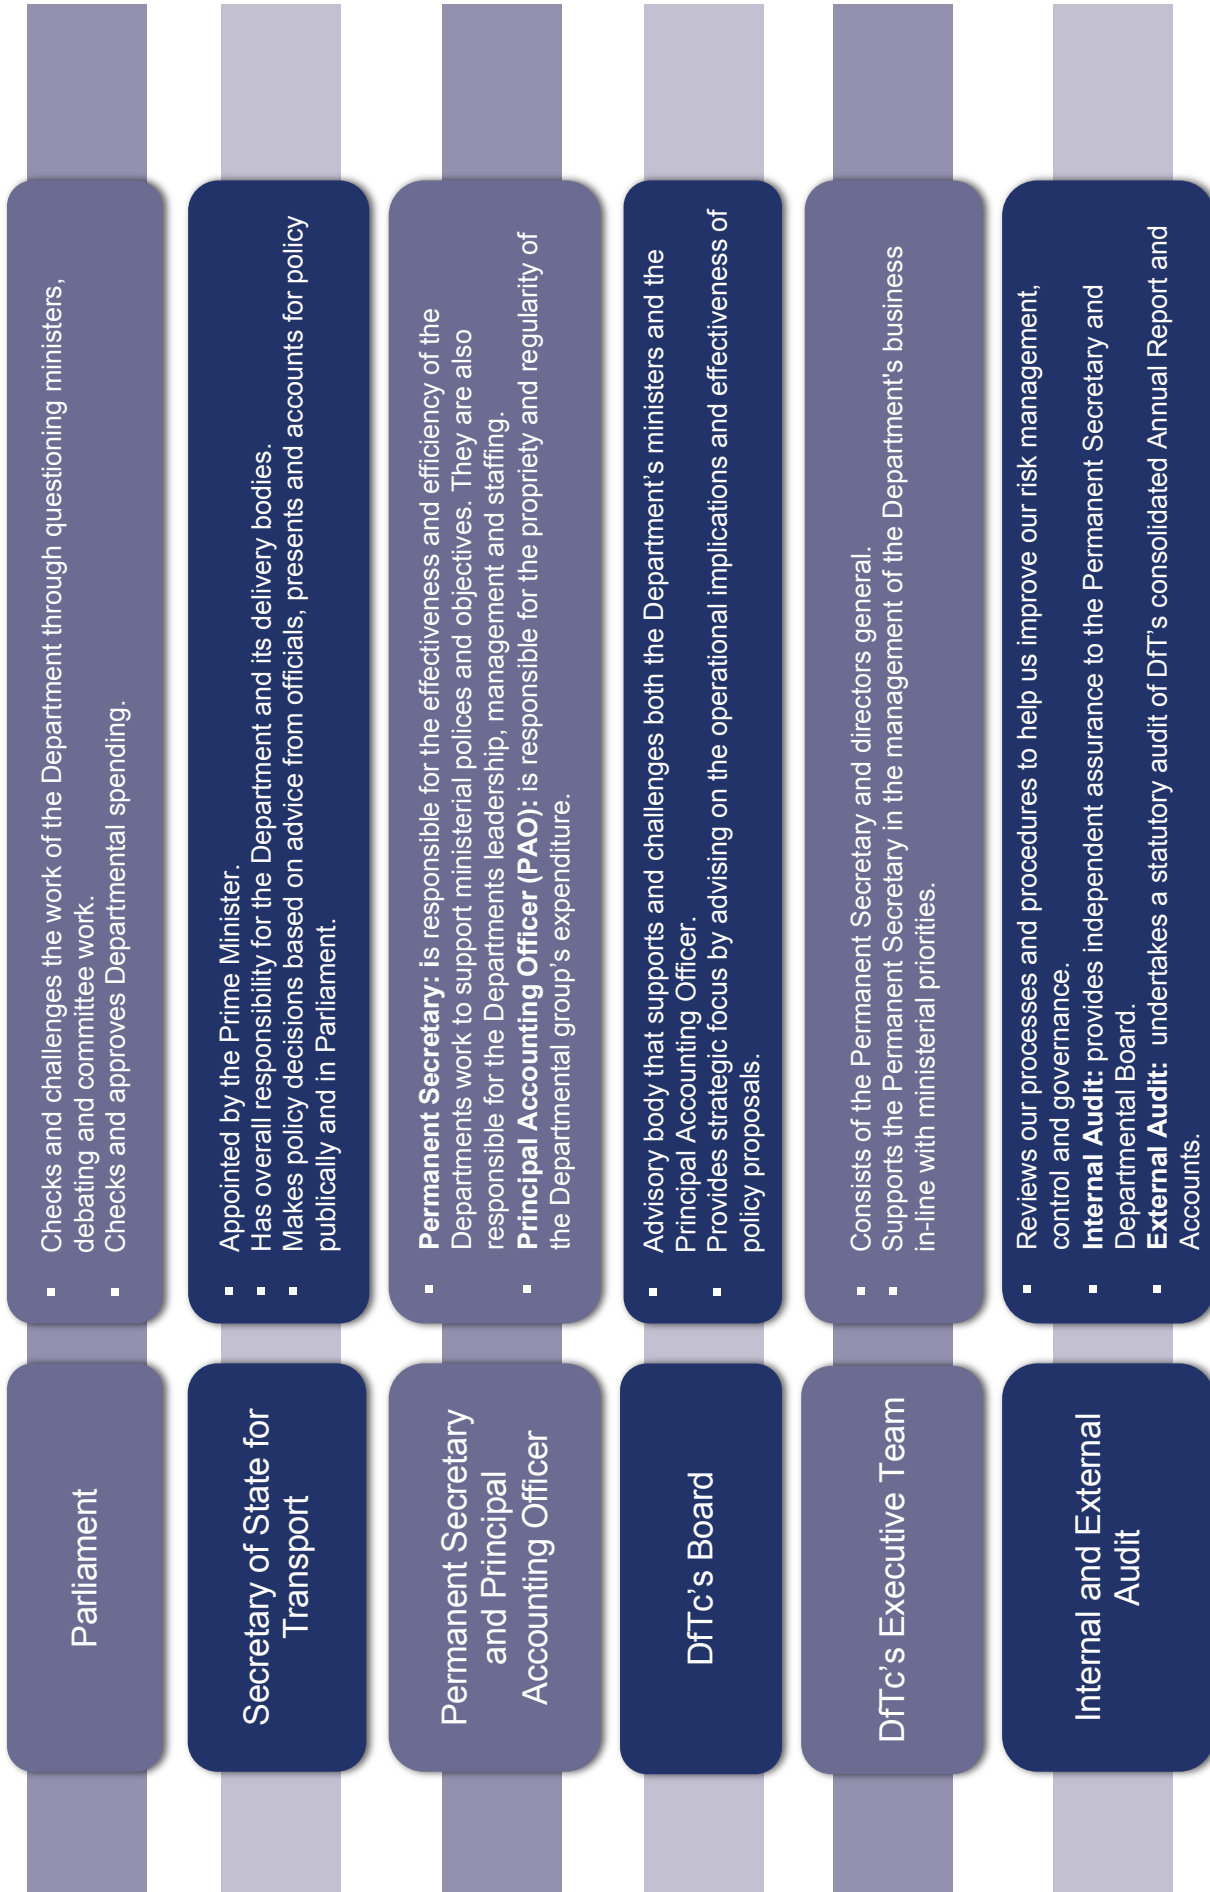 Parliament
▪ Checks and challenges the work of the Department through questioning ministers,
debating and committee work.
▪ Checks and approves Departmental spending.
Secretary of State for
Transport
▪ Appointed by the Prime Minister.
▪ Has overall responsibility for the Department and its delivery bodies.
▪ Makes policy decisions based on advice from officials, presents and accounts for policy
publically and in Parliament.
Permanent Secretary
and Principal
Accounting Officer
▪ Permanent Secretary: is responsible for the effectiveness and efficiency of the
Departments work to support ministerial polices and objectives. They are also
responsible for the Departments leadership, management and staffing.
▪ Principal Accounting Officer (PAO): is responsible for the propriety and regularity of
the Departmental group's expenditure.
DfTc's Board
▪ Advisory body that supports and challenges both the Department's ministers and the
Principal Accounting Officer.
▪ Provides strategic focus by advising on the operational implications and effectiveness of
policy proposals.
DfTc's Executive Team
▪ Consists of the Permanent Secretary and directors general.
▪ Supports the Permanent Secretary in the management of the Department's business
in-line with ministerial priorities.
Internal and External
Audit
▪ Reviews our processes and procedures to help us improve our risk management,
control and governance.
▪ Internal Audit: provides independent assurance to the Permanent Secretary and
Departmental Board.
▪ External Audit: undertakes a statutory audit of DfT's consolidated Annual Report and
Accounts.